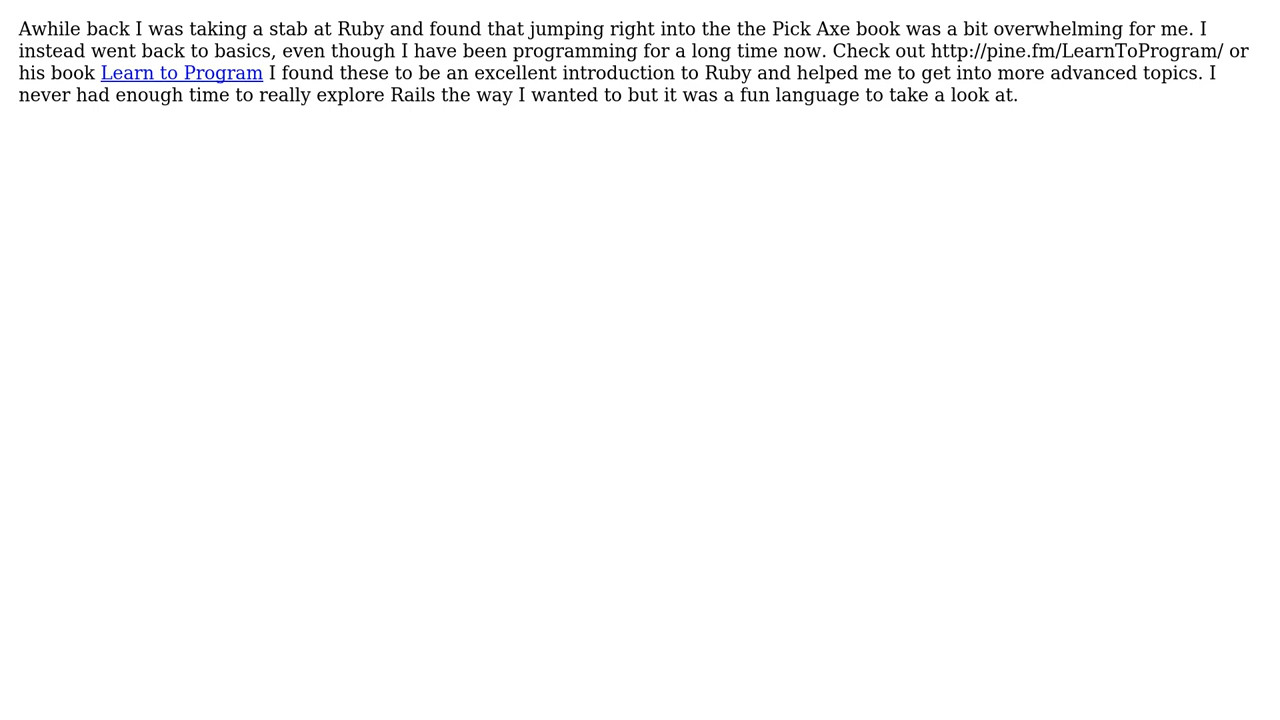 Awhile back I was taking a stab at Ruby and found that jumping right into the the Pick Axe book was a bit overwhelming for me. I
instead went back to basics, even though I have been programming for a long time now. Check out http://pine.fm/LearnToProgram/ or
his book Learn to Program I found these to be an excellent introduction to Ruby and helped me to get into more advanced topics. I
never had enough time to really explore Rails the way I wanted to but it was a fun language to take a look at.